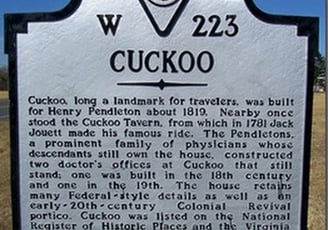 W 223
CUCKOO
Cuckoo, long a landmark for travelers, was built
for Henry Pendleton about 1819. Nearby once
stood the Cuckoo Tavern, from which in 1781 Jack
Jouett made his famous ride. The Pendletons,
a prominent family of physicians whose
descendants still own the house, constructed
two doctor's offices at Cuckoo that still
stand; one was built in the 18th century
and one in the 19th. The house retains
many Federal-style details as well as an
early-20th-century Colonial Revival
portico. Cuckoo was listed on the National
Register of Historic Places and the Virginia